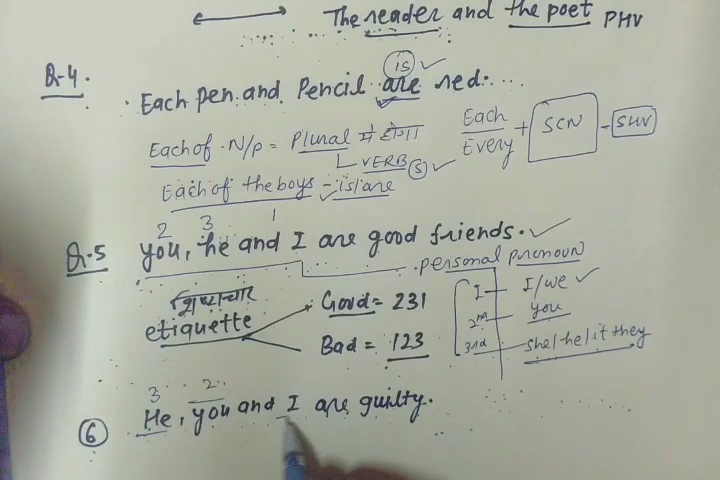 The reader and the poet PHV
Q-4.
Each pen and Pencil are red.
is
Each of N/P = Plural में होगा
VERB (S)
Each of the boys - is/are
Each
Every + SCN - SHV
2 3 1
Q-5 you, he and I are good friends.
personal pronoun
शिष्टाचार
etiquette
Good = 231
Bad = 123
I - I/we
2nd - you
3rd - she/he/it they
3 2
6 He, you and I are guilty.